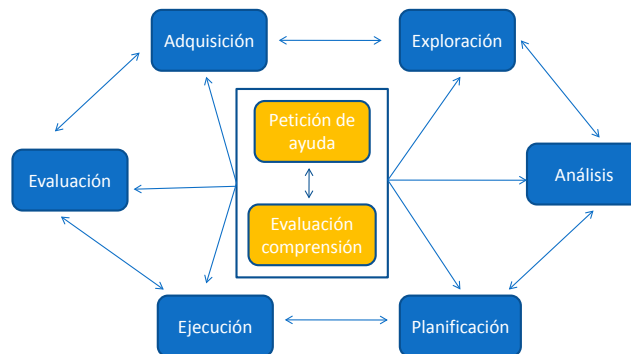 Adquisición
Exploración
Petición de
ayuda
Evaluación
Análisis
Evaluación
comprensión
Ejecución
Planificación